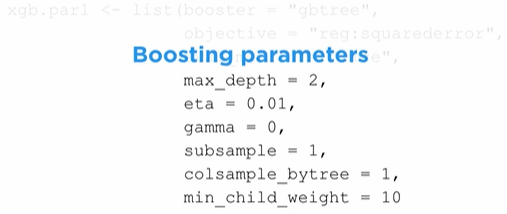 xgb.par1 <- list(booster = "gbtree",
objective = "reg:squarederror",
Boosting parameters
",
max_depth = 2,
eta = 0.01,
gamma = 0,
subsample = 1,
colsample_bytree = 1,
min_child_weight = 10